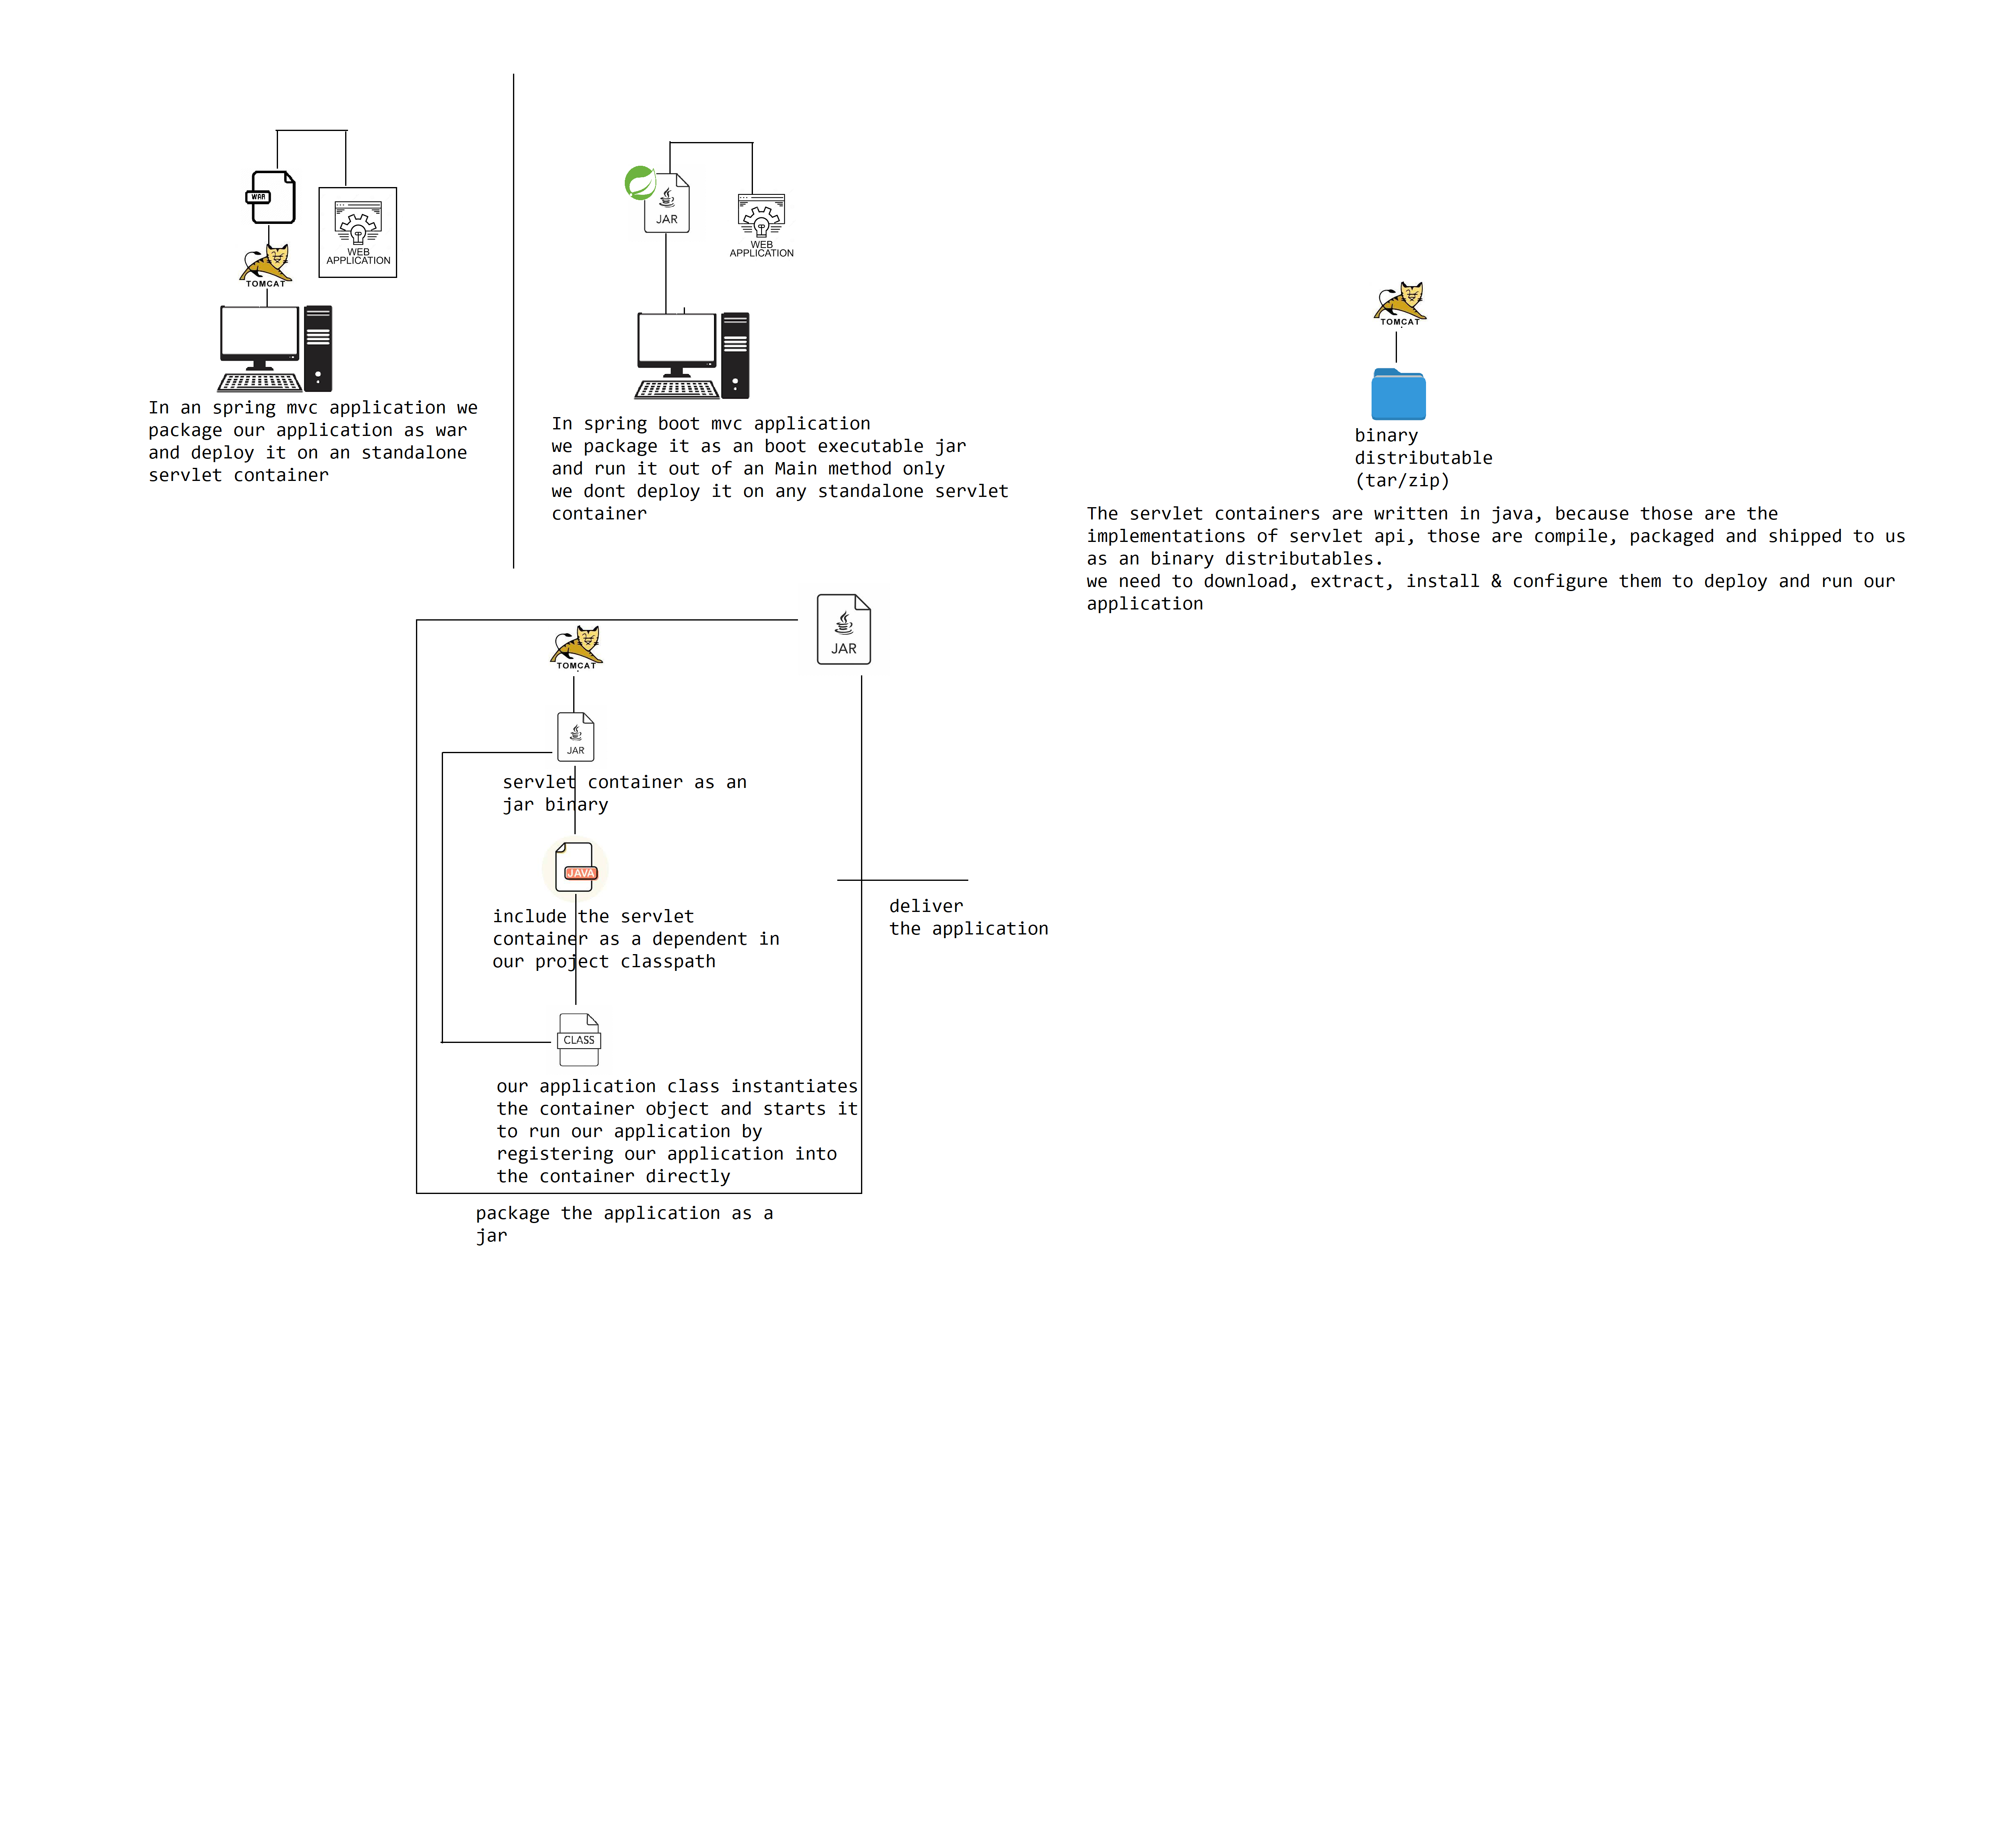 WAR
WEB
APPLICATION
TOMCAT
In an spring mvc application we
package our application as war
and deploy it on an standalone
servlet container
JAR
WEB
APPLICATION
In spring boot mvc application
we package it as an boot executable jar
and run it out of an Main method only
we dont deploy it on any standalone servlet
container
TOMCAT
binary
distributable
(tar/zip)
The servlet containers are written in java, because those are the
implementations of servlet api, those are compile, packaged and shipped to us
as an binary distributables.
we need to download, extract, install & configure them to deploy and run our
application
JAR
TOMCAT
JAR
servlet container as an
jar binary
JAVA
include the servlet
container as a dependent in
our project classpath
CLASS
our application class instantiates
the container object and starts it
to run our application by
registering our application into
the container directly
deliver
the application
package the application as a
jar